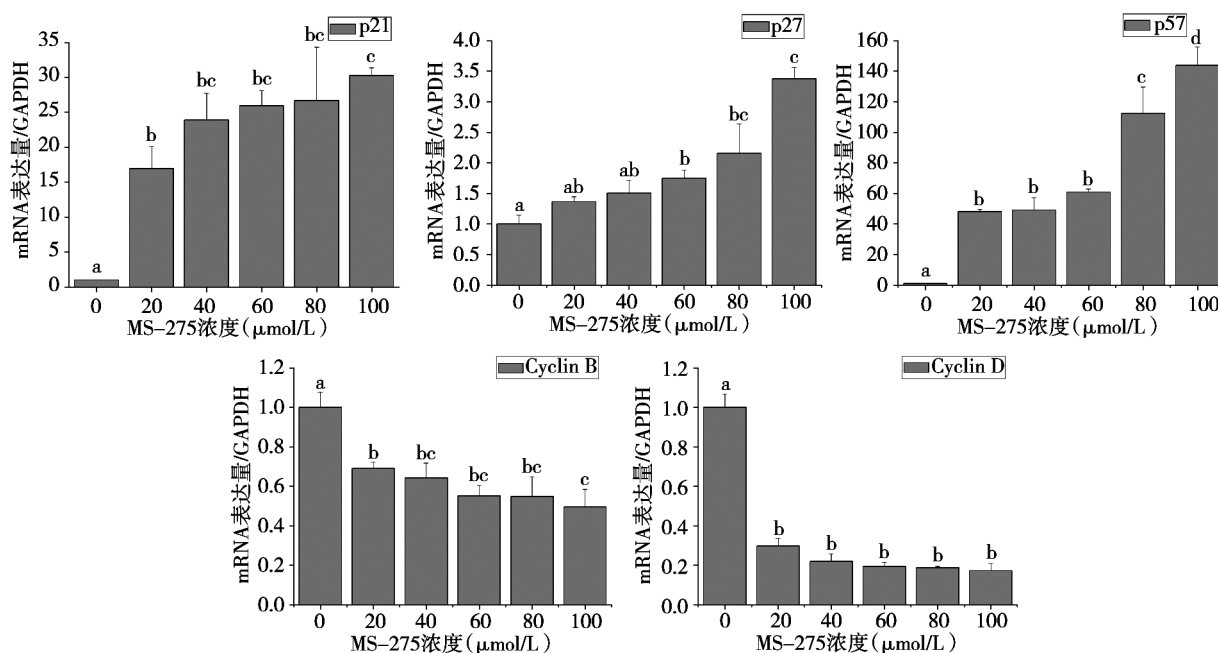 p21
mRNA表达量/GAPDH
35
30
25
20
15
10
5
0
a
b
bc
bc
bc
c
0 20 40 60 80 100
MS-275浓度(μmol/L)
p27
mRNA表达量/GAPDH
4.0
3.5
3.0
2.5
2.0
1.5
1.0
0.5
0.0
a
ab
ab
b
bc
c
0 20 40 60 80 100
MS-275浓度(μmol/L)
p57
mRNA表达量/GAPDH
160
140
120
100
80
60
40
20
0
a
b
b
b
c
d
0 20 40 60 80 100
MS-275浓度(μmol/L)
Cyclin B
mRNA表达量/GAPDH
1.2
1.0
0.8
0.6
0.4
0.2
0.0
a
b
bc
bc
bc
c
0 20 40 60 80 100
MS-275浓度(μmol/L)
Cyclin D
mRNA表达量/GAPDH
1.2
1.0
0.8
0.6
0.4
0.2
0.0
a
b
b
b
b
b
0 20 40 60 80 100
MS-275浓度(μmol/L)